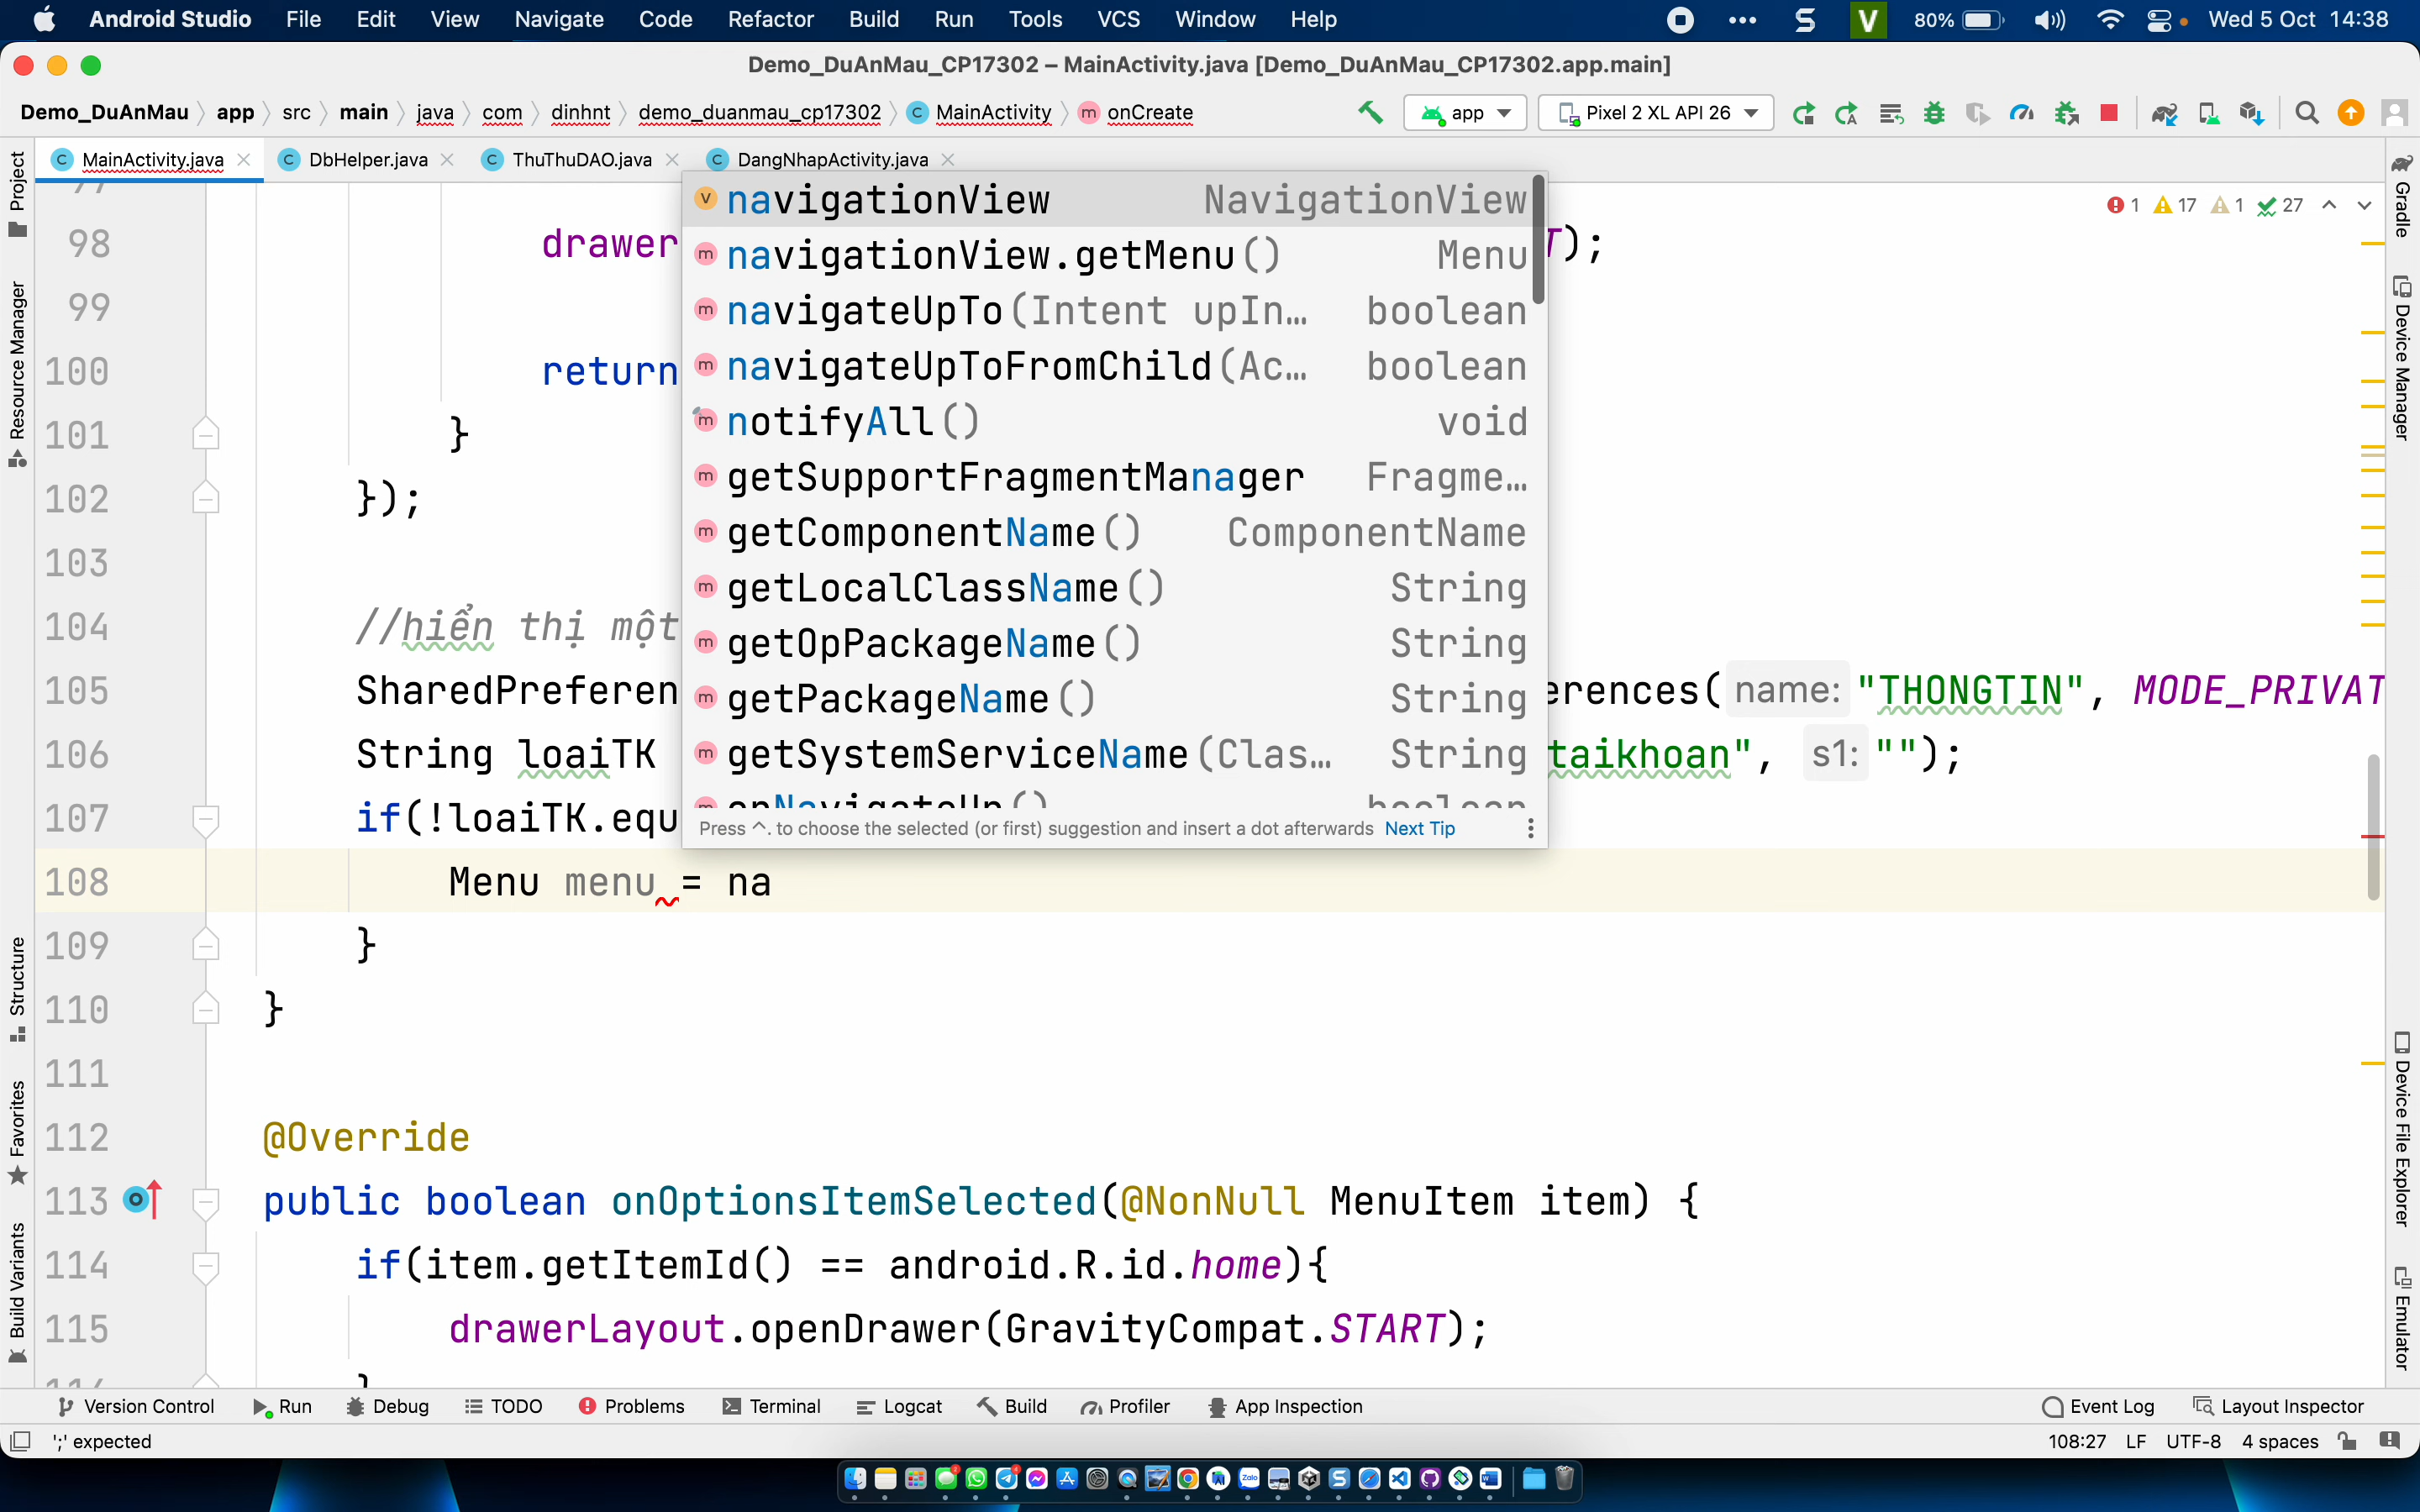 Android Studio File Edit View Navigate Code Refactor Build Run Tools VCS Window Help 80% Wed 5 Oct 14:38
Demo_DuAnMau_CP17302 – MainActivity.java [Demo_DuAnMau_CP17302.app.main]
Demo_DuAnMau app src main java com dinhnt demo_duanmau_cp17302 MainActivity onCreate app Pixel 2 XL API 26
MainActivity.java DbHelper.java ThuThuDAO.java DangNhapActivity.java
1 17 1 27
98 drawer T);
99
100 return
101 }
102 });
103
104 //hiển thị một
105 SharedPreferen erences( name: "THONGTIN", MODE_PRIVAT
106 String loaiTK taikhoan", s1: "");
107 if(!loaiTK.equ
108 Menu menu = na
109 }
110 }
111
112 @Override
113 public boolean onOptionsItemSelected(@NonNull MenuItem item) {
114 if(item.getItemId() == android.R.id.home){
115 drawerLayout.openDrawer(GravityCompat.START);
}
navigationView NavigationView
navigationView.getMenu() Menu
navigateUpTo(Intent upIn… boolean
navigateUpToFromChild(Ac… boolean
notifyAll() void
getSupportFragmentManager Fragme…
getComponentName() ComponentName
getLocalClassName() String
getOpPackageName() String
getPackageName() String
getSystemServiceName(Clas… String
onNavigateUp() boolean
Press ^. to choose the selected (or first) suggestion and insert a dot afterwards Next Tip
Project
Resource Manager
Structure
Favorites
Build Variants
Gradle
Device Manager
Device File Explorer
Emulator
Version Control Run Debug TODO Problems Terminal Logcat Build Profiler App Inspection Event Log Layout Inspector
';' expected 108:27 LF UTF-8 4 spaces